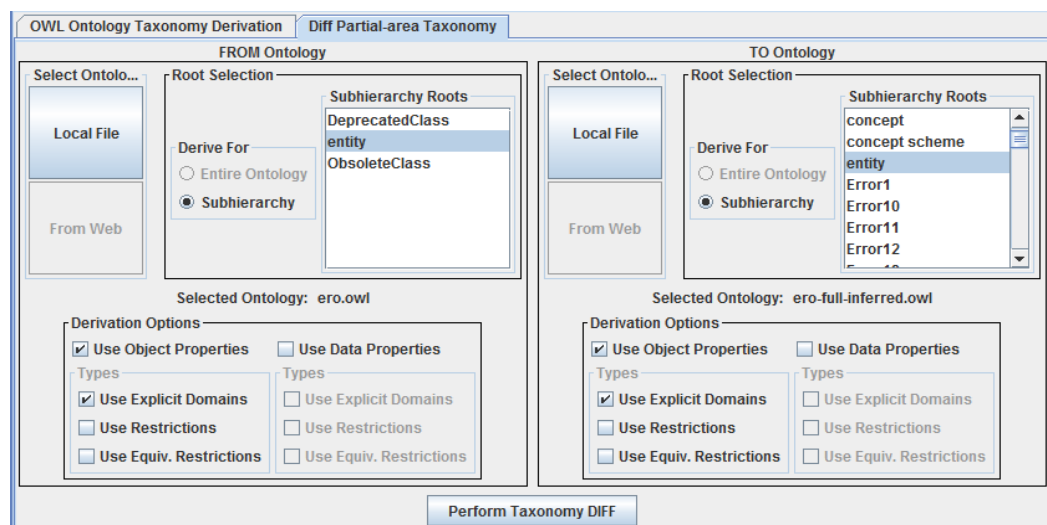 OWL Ontology Taxonomy Derivation
Diff Partial-area Taxonomy
FROM Ontology
Select Ontolo...
Local File
From Web
Root Selection
Derive For
Entire Ontology
Subhierarchy
Subhierarchy Roots
DeprecatedClass
entity
ObsoleteClass
Selected Ontology: ero.owl
Derivation Options
Use Object Properties
Types
Use Explicit Domains
Use Restrictions
Use Equiv. Restrictions
Use Data Properties
Types
Use Explicit Domains
Use Restrictions
Use Equiv. Restrictions
TO Ontology
Select Ontolo...
Local File
From Web
Root Selection
Derive For
Entire Ontology
Subhierarchy
Subhierarchy Roots
concept
concept scheme
entity
Error1
Error10
Error11
Error12
Selected Ontology: ero-full-inferred.owl
Derivation Options
Use Object Properties
Types
Use Explicit Domains
Use Restrictions
Use Equiv. Restrictions
Use Data Properties
Types
Use Explicit Domains
Use Restrictions
Use Equiv. Restrictions
Perform Taxonomy DIFF